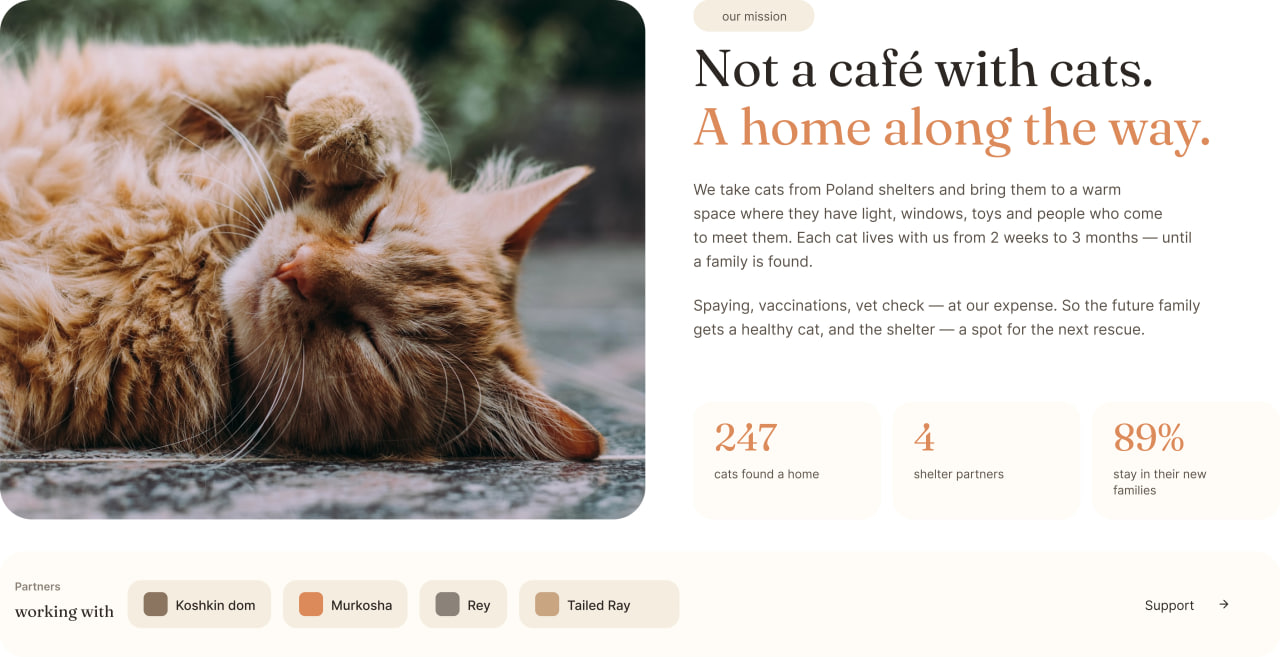 our mission
Not a café with cats.
A home along the way.
We take cats from Poland shelters and bring them to a warm
space where they have light, windows, toys and people who come
to meet them. Each cat lives with us from 2 weeks to 3 months — until
a family is found.
Spaying, vaccinations, vet check — at our expense. So the future family
gets a healthy cat, and the shelter — a spot for the next rescue.
247
cats found a home
4
shelter partners
89%
stay in their new
families
Partners
working with
Koshkin dom
Murkosha
Rey
Tailed Ray
Support →